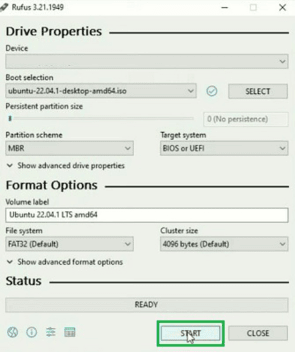 Rufus 3.21.1949
Drive Properties
Device
Boot selection
ubuntu-22.04.1-desktop-amd64.iso
SELECT
Persistent partition size
0 (No persistence)
Partition scheme
Target system
MBR
BIOS or UEFI
Show advanced drive properties
Format Options
Volume label
Ubuntu 22.04.1 LTS amd64
File system
Cluster size
FAT32 (Default)
4096 bytes (Default)
Show advanced format options
Status
READY
START
CLOSE